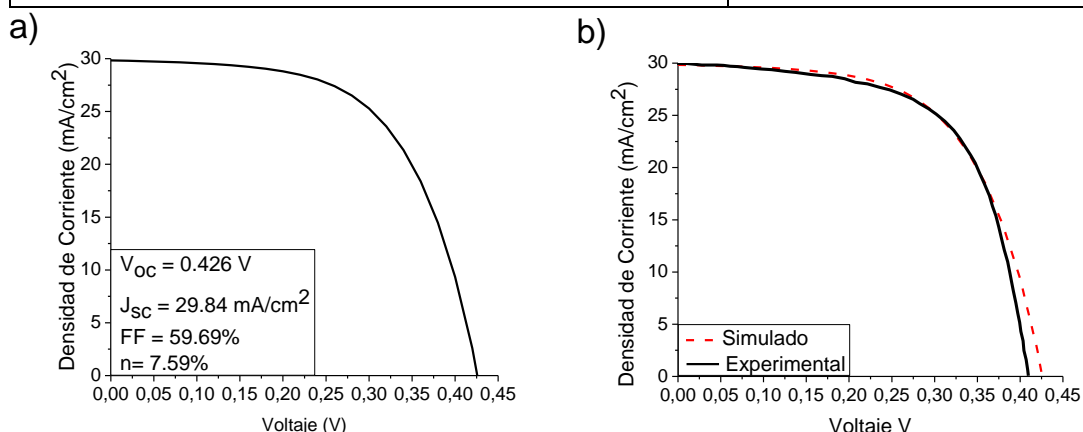 a)
Densidad de Corriente (mA/cm2)
30
25
20
15
10
5
0
V_OC = 0.426 V
J_SC = 29.84 mA/cm2
FF = 59.69%
n= 7.59%
0,00 0,05 0,10 0,15 0,20 0,25 0,30 0,35 0,40 0,45
Voltaje (V)
b)
Densidad de Corriente (mA/cm2)
30
25
20
15
10
5
0
Simulado
Experimental
0,00 0,05 0,10 0,15 0,20 0,25 0,30 0,35 0,40 0,45
Voltaje V